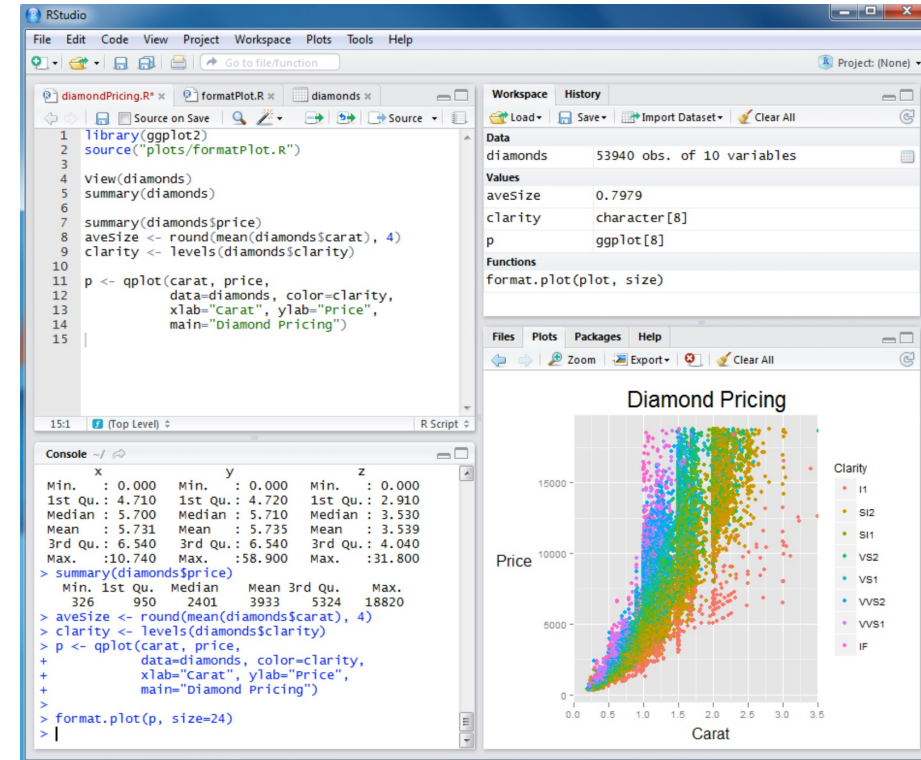 RStudio
File Edit Code View Project Workspace Plots Tools Help
Go to file/function
Project: (None)
diamondPricing.R* formatPlot.R diamonds
Source on Save Source
1 library(ggplot2)
2 source("plots/formatPlot.R")
3
4 View(diamonds)
5 summary(diamonds)
6
7 summary(diamonds$price)
8 aveSize <- round(mean(diamonds$carat), 4)
9 clarity <- levels(diamonds$clarity)
10
11 p <- qplot(carat, price,
12 data=diamonds, color=clarity,
13 xlab="Carat", ylab="Price",
14 main="Diamond Pricing")
15
15:1 (Top Level) R Script
Console ~/
x y z
Min. : 0.000 Min. : 0.000 Min. : 0.000
1st Qu.: 4.710 1st Qu.: 4.720 1st Qu.: 2.910
Median : 5.700 Median : 5.710 Median : 3.530
Mean : 5.731 Mean : 5.735 Mean : 3.539
3rd Qu.: 6.540 3rd Qu.: 6.540 3rd Qu.: 4.040
Max. :10.740 Max. :58.900 Max. :31.800
> summary(diamonds$price)
Min. 1st Qu. Median Mean 3rd Qu. Max.
326 950 2401 3933 5324 18820
> aveSize <- round(mean(diamonds$carat), 4)
> clarity <- levels(diamonds$clarity)
> p <- qplot(carat, price,
+ data=diamonds, color=clarity,
+ xlab="Carat", ylab="Price",
+ main="Diamond Pricing")
>
> format.plot(p, size=24)
>
Workspace History
Load Save Import Dataset Clear All
Data
diamonds 53940 obs. of 10 variables
Values
aveSize 0.7979
clarity character[8]
p ggplot[8]
Functions
format.plot(plot, size)
Files Plots Packages Help
Zoom Export Clear All
Diamond Pricing
Price
15000
10000
5000
0
0.0 0.5 1.0 1.5 2.0 2.5 3.0 3.5
Carat
Clarity
I1
SI2
SI1
VS2
VS1
VVS2
VVS1
IF